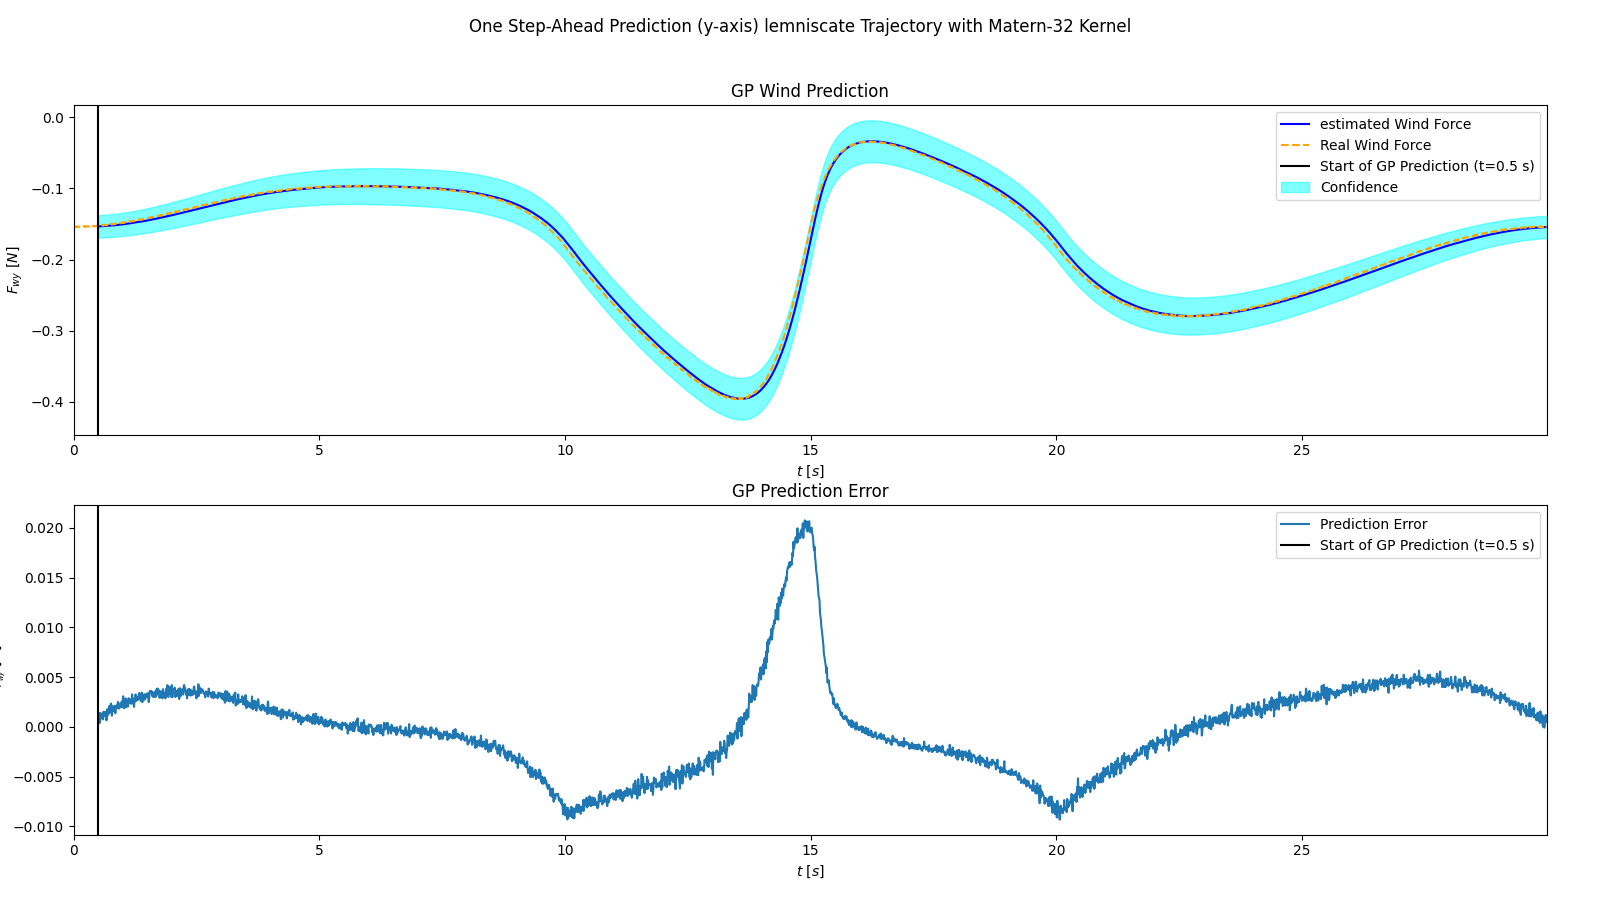 One Step-Ahead Prediction (y-axis) lemniscate Trajectory with Matern-32 Kernel
GP Wind Prediction
estimated Wind Force
Real Wind Force
Start of GP Prediction (t=0.5 s)
Confidence
0.0
−0.1
−0.2
−0.3
−0.4
F_wy [N]
0 5 10 15 20 25
t [s]
GP Prediction Error
Prediction Error
Start of GP Prediction (t=0.5 s)
0.020
0.015
0.010
0.005
0.000
−0.005
−0.010
0 5 10 15 20 25
t [s]